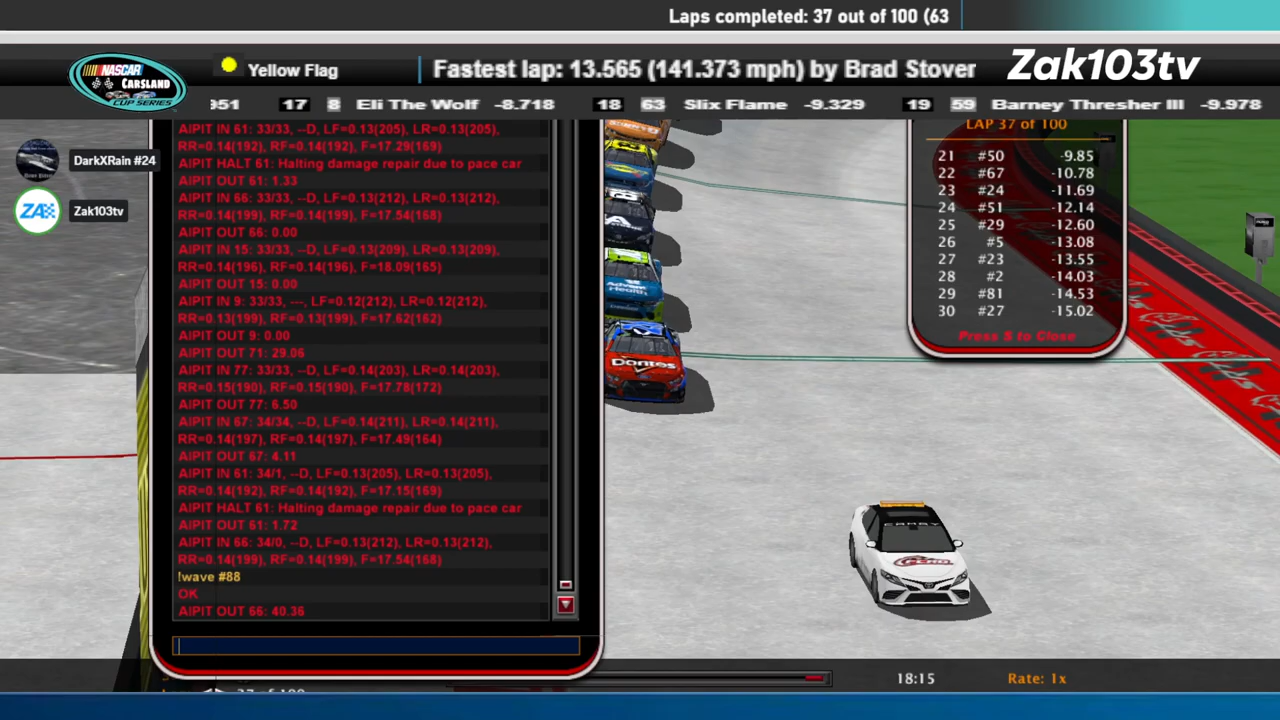 Laps completed: 37 out of 100 (63
NASCAR
CARSLAND
CUP SERIES
Yellow Flag
Fastest lap: 13.565 (141.373 mph) by Brad Stover
Zak103tv
951 17 8 Eli The Wolf -8.718 18 63 Slix Flame -9.329 19 59 Barney Thresher III -9.978
DarkXRain #24
ZA
Zak103tv
AIPIT IN 61: 33/33, --D, LF=0.13(205), LR=0.13(205),
RR=0.14(192), RF=0.14(192), F=17.29(169)
AIPIT HALT 61: Halting damage repair due to pace car
AIPIT OUT 61: 1.33
AIPIT IN 66: 33/33, --D, LF=0.13(212), LR=0.13(212),
RR=0.14(199), RF=0.14(199), F=17.54(168)
AIPIT OUT 66: 0.00
AIPIT IN 15: 33/33, --D, LF=0.13(209), LR=0.13(209),
RR=0.14(196), RF=0.14(196), F=18.09(165)
AIPIT OUT 15: 0.00
AIPIT IN 9: 33/33, ---, LF=0.12(212), LR=0.12(212),
RR=0.13(199), RF=0.13(199), F=17.62(162)
AIPIT OUT 9: 0.00
AIPIT OUT 71: 29.06
AIPIT IN 77: 33/33, --D, LF=0.14(203), LR=0.14(203),
RR=0.15(190), RF=0.15(190), F=17.78(172)
AIPIT OUT 77: 6.50
AIPIT IN 67: 34/34, --D, LF=0.14(211), LR=0.14(211),
RR=0.14(197), RF=0.14(197), F=17.49(164)
AIPIT OUT 67: 4.11
AIPIT IN 61: 34/1, --D, LF=0.13(205), LR=0.13(205),
RR=0.14(192), RF=0.14(192), F=17.15(169)
AIPIT HALT 61: Halting damage repair due to pace car
AIPIT OUT 61: 1.72
AIPIT IN 66: 34/0, --D, LF=0.13(212), LR=0.13(212),
RR=0.14(199), RF=0.14(199), F=17.54(168)
!wave #88
OK
AIPIT OUT 66: 40.36
LAP 37 of 100
21 #50 -9.85
22 #67 -10.78
23 #24 -11.69
24 #51 -12.14
25 #29 -12.60
26 #5 -13.08
27 #23 -13.55
28 #2 -14.03
29 #81 -14.53
30 #27 -15.02
Press S to Close
Advent
Health
Doritos
CAMRY
37 of 100
18:15
Rate: 1x